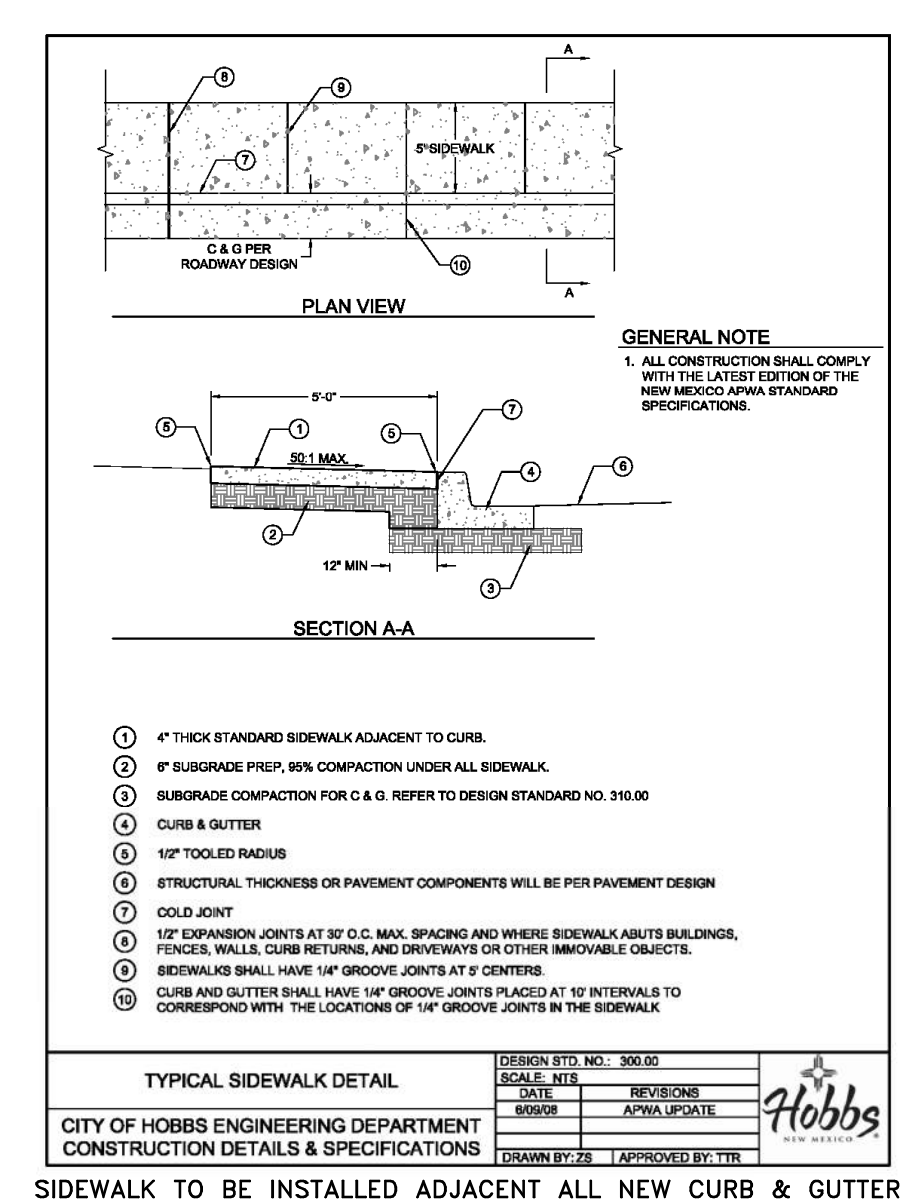 A
8
9
5' SIDEWALK
7
C & G PER
ROADWAY DESIGN
10
A
PLAN VIEW
GENERAL NOTE
1. ALL CONSTRUCTION SHALL COMPLY
WITH THE LATEST EDITION OF THE
NEW MEXICO APWA STANDARD
SPECIFICATIONS.
5'-0"
5
1
5
7
50:1 MAX.
4
6
2
12" MIN
3
SECTION A-A
1 4" THICK STANDARD SIDEWALK ADJACENT TO CURB.
2 6" SUBGRADE PREP, 95% COMPACTION UNDER ALL SIDEWALK.
3 SUBGRADE COMPACTION FOR C & G. REFER TO DESIGN STANDARD NO. 310.00
4 CURB & GUTTER
5 1/2" TOOLED RADIUS
6 STRUCTURAL THICKNESS OR PAVEMENT COMPONENTS WILL BE PER PAVEMENT DESIGN
7 COLD JOINT
8 1/2" EXPANSION JOINTS AT 30' O.C. MAX. SPACING AND WHERE SIDEWALK ABUTS BUILDINGS,
FENCES, WALLS, CURB RETURNS, AND DRIVEWAYS OR OTHER IMMOVABLE OBJECTS.
9 SIDEWALKS SHALL HAVE 1/4" GROOVE JOINTS AT 5' CENTERS.
10 CURB AND GUTTER SHALL HAVE 1/4" GROOVE JOINTS PLACED AT 10' INTERVALS TO
CORRESPOND WITH THE LOCATIONS OF 1/4" GROOVE JOINTS IN THE SIDEWALK
TYPICAL SIDEWALK DETAIL
CITY OF HOBBS ENGINEERING DEPARTMENT
CONSTRUCTION DETAILS & SPECIFICATIONS
DESIGN STD. NO.: 300.00
SCALE: NTS
DATE REVISIONS
6/09/08 APWA UPDATE
DRAWN BY: ZS APPROVED BY: TTR
Hobbs
NEW MEXICO
SIDEWALK TO BE INSTALLED ADJACENT ALL NEW CURB & GUTTER